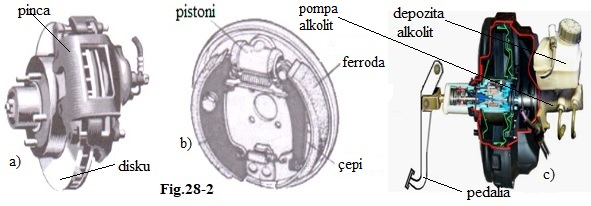 pinca
pistoni
pompa
alkolit
depozita
alkolit
ferroda
a)
b)
çepi
disku
Fig.28-2
pedalia
c)